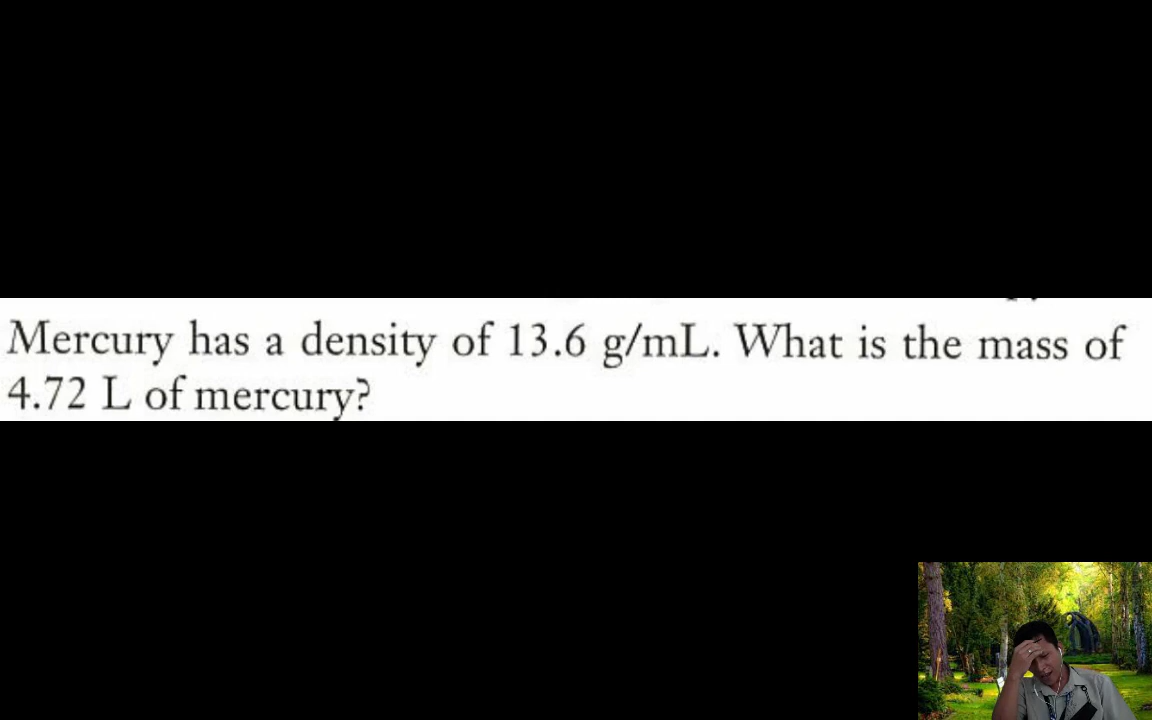 Mercury has a density of 13.6 g/mL. What is the mass of
4.72 L of mercury?